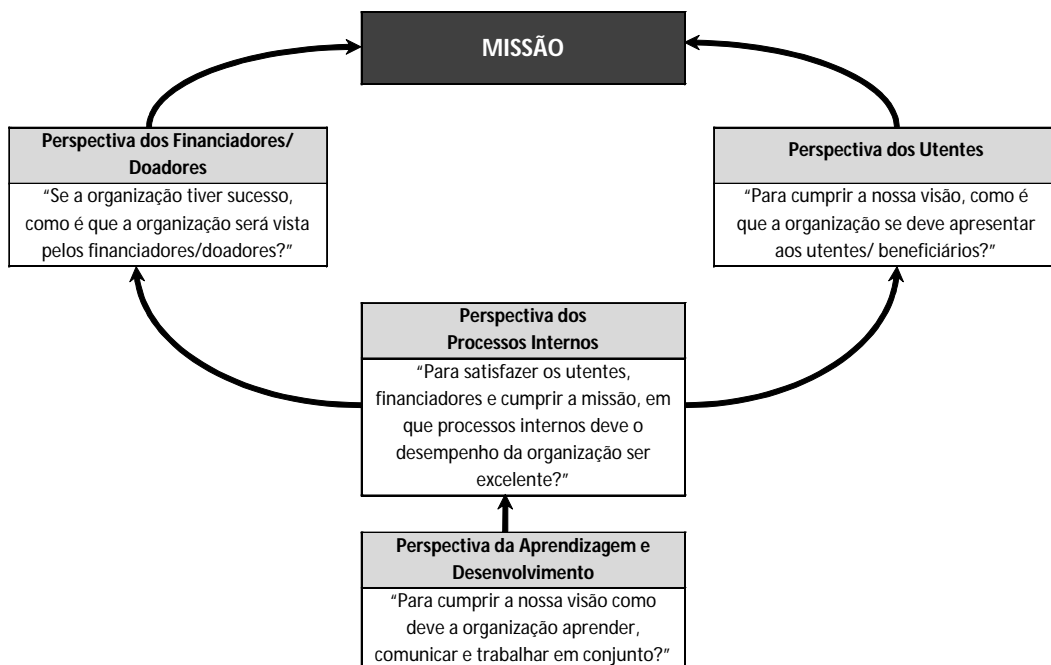 MISSÃO
Perspectiva dos Financiadores/
Doadores
“Se a organização tiver sucesso,
como é que a organização será vista
pelos financiadores/doadores?”
Perspectiva dos Utentes
“Para cumprir a nossa visão, como é
que a organização se deve apresentar
aos utentes/ beneficiários?”
Perspectiva dos
Processos Internos
“Para satisfazer os utentes,
financiadores e cumprir a missão, em
que processos internos deve o
desempenho da organização ser
excelente?”
Perspectiva da Aprendizagem e
Desenvolvimento
“Para cumprir a nossa visão como
deve a organização aprender,
comunicar e trabalhar em conjunto?”